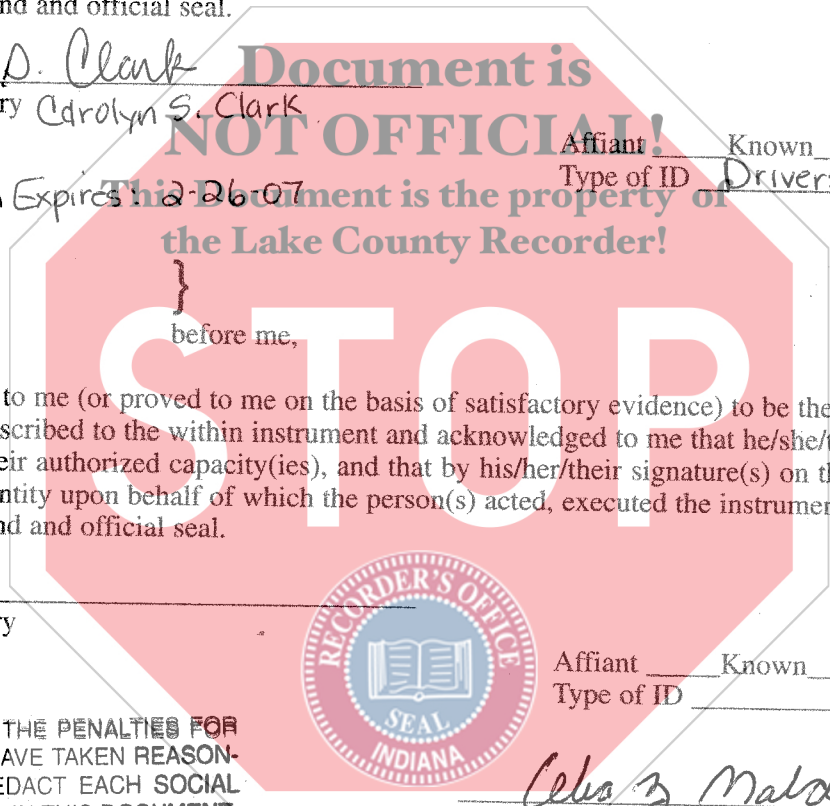 nd and official seal.
D. Clark
ry Carolyn S. Clark
Document is
NOT OFFICIAL!
Affiant Known
Type of ID Drivers
Expires: 2-26-07
This Document is the property of
the Lake County Recorder!
}
before me,
STOP
to me (or proved to me on the basis of satisfactory evidence) to be the
scribed to the within instrument and acknowledged to me that he/she/t
eir authorized capacity(ies), and that by his/her/their signature(s) on th
ntity upon behalf of which the person(s) acted, executed the instrumen
nd and official seal.
ry
RECORDER'S OFFICE
SEAL
INDIANA
Affiant Known
Type of ID
THE PENALTIES FOR
AVE TAKEN REASON-
EDACT EACH SOCIAL
IN THIS DOCUMENT,